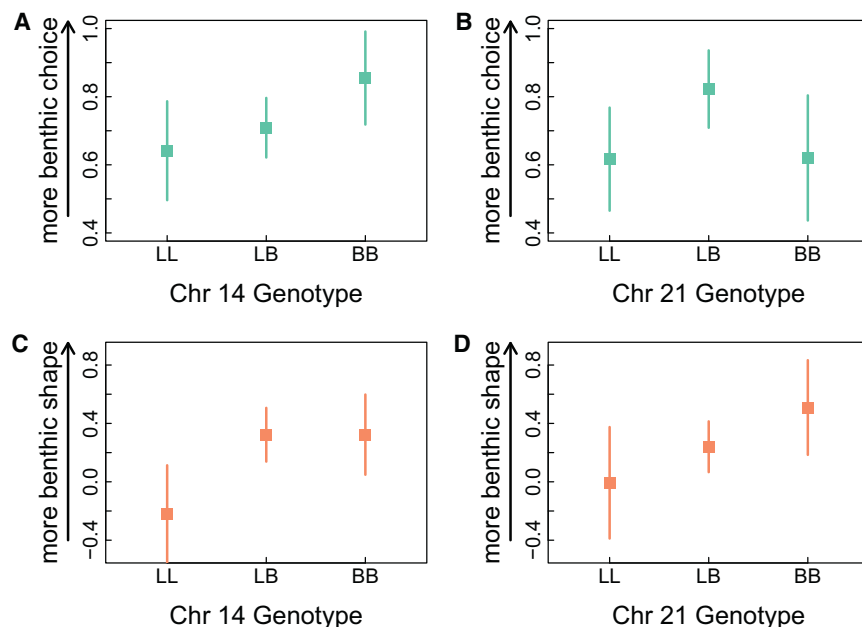 A
more benthic choice
1.0
0.8
0.6
0.4
LL LB BB
Chr 14 Genotype
B
more benthic choice
1.0
0.8
0.6
0.4
LL LB BB
Chr 21 Genotype
C
more benthic shape
0.8
0.4
0.0
−0.4
LL LB BB
Chr 14 Genotype
D
more benthic shape
0.8
0.4
0.0
−0.4
LL LB BB
Chr 21 Genotype